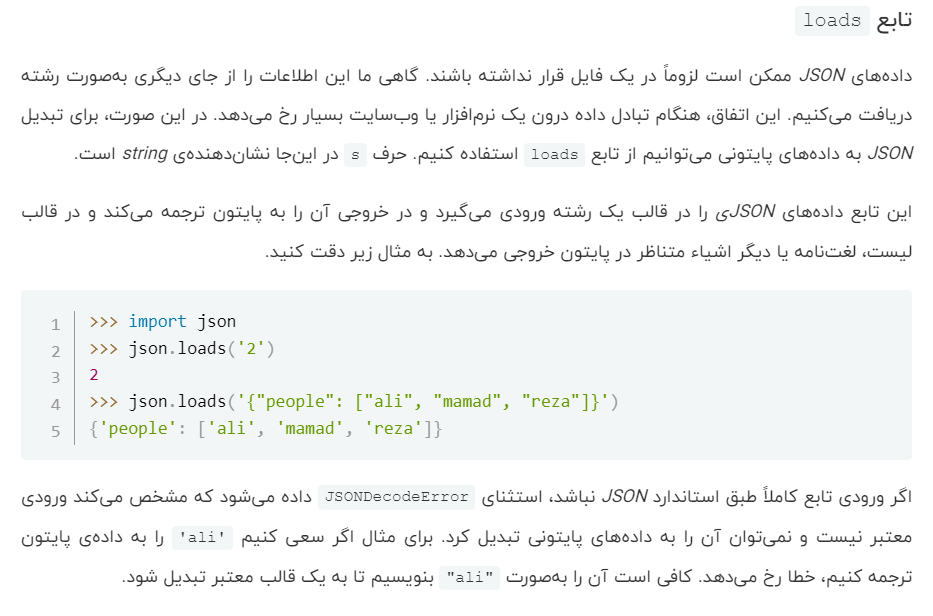 تابع loads
داده‌های JSON ممکن است لزوماً در یک فایل قرار نداشته باشند. گاهی ما این اطلاعات را از جای دیگری به‌صورت رشته
دریافت می‌کنیم. این اتفاق، هنگام تبادل داده درون یک نرم‌افزار یا وب‌سایت بسیار رخ می‌دهد. در این صورت، برای تبدیل
JSON به داده‌های پایتونی می‌توانیم از تابع loads استفاده کنیم. حرف s در این‌جا نشان‌دهنده‌ی string است.
این تابع داده‌های JSONی را در قالب یک رشته ورودی می‌گیرد و در خروجی آن را به پایتون ترجمه می‌کند و در قالب
لیست، لغت‌نامه یا دیگر اشیاء متناظر در پایتون خروجی می‌دهد. به مثال زیر دقت کنید.
1 >>> import json
2 >>> json.loads('2')
3 2
4 >>> json.loads('{"people": ["ali", "mamad", "reza"]}')
5 {'people': ['ali', 'mamad', 'reza']}
اگر ورودی تابع کاملاً طبق استاندارد JSON نباشد، استثنای JSONDecodeError داده می‌شود که مشخص می‌کند ورودی
معتبر نیست و نمی‌توان آن را به داده‌های پایتونی تبدیل کرد. برای مثال اگر سعی کنیم 'ali' را به داده‌ی پایتون
ترجمه کنیم، خطا رخ می‌دهد. کافی است آن را به‌صورت "ali" بنویسیم تا به یک قالب معتبر تبدیل شود.